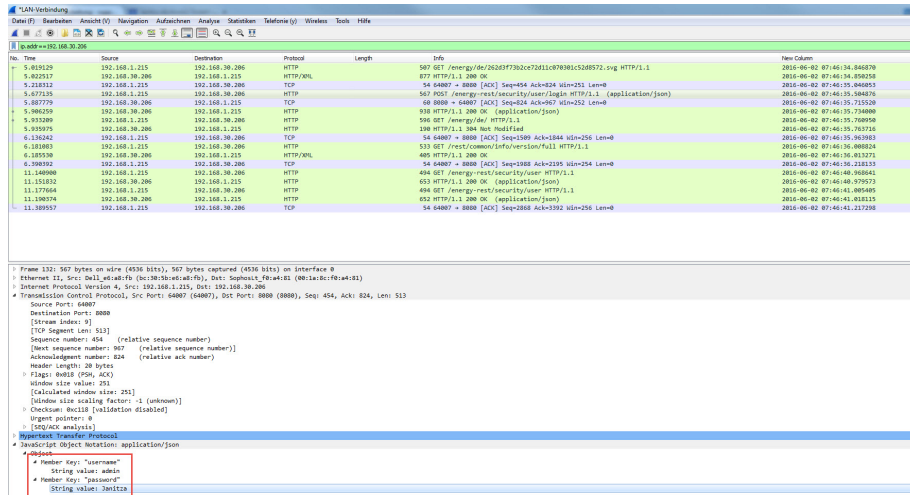 *LAN-Verbindung
Datei (F) Bearbeiten Ansicht (V) Navigation Aufzeichnen Analyse Statistiken Telefonie (y) Wireless Tools Hilfe
ip.addr==192.168.30.206
No. Time Source Destination Protocol Length Info New Column
5.019129 192.168.1.215 192.168.30.206 HTTP 507 GET /energy/de/262d3f73b2ce72d11c070301c52d8572.svg HTTP/1.1 2016-06-02 07:46:34.846870
5.022517 192.168.30.206 192.168.1.215 HTTP/XML 877 HTTP/1.1 200 OK 2016-06-02 07:46:34.850258
5.218312 192.168.1.215 192.168.30.206 TCP 54 64007 → 8080 [ACK] Seq=454 Ack=824 Win=251 Len=0 2016-06-02 07:46:35.046053
5.677135 192.168.1.215 192.168.30.206 HTTP 567 POST /energy-rest/security/user/login HTTP/1.1 (application/json) 2016-06-02 07:46:35.504876
5.887779 192.168.30.206 192.168.1.215 TCP 60 8080 → 64007 [ACK] Seq=824 Ack=967 Win=252 Len=0 2016-06-02 07:46:35.715520
5.906259 192.168.30.206 192.168.1.215 HTTP 938 HTTP/1.1 200 OK (application/json) 2016-06-02 07:46:35.734000
5.933209 192.168.1.215 192.168.30.206 HTTP 596 GET /energy/de/ HTTP/1.1 2016-06-02 07:46:35.760950
5.935975 192.168.30.206 192.168.1.215 HTTP 190 HTTP/1.1 304 Not Modified 2016-06-02 07:46:35.763716
6.136242 192.168.1.215 192.168.30.206 TCP 54 64007 → 8080 [ACK] Seq=1509 Ack=1844 Win=256 Len=0 2016-06-02 07:46:35.963983
6.181083 192.168.1.215 192.168.30.206 HTTP 533 GET /rest/common/info/version/full HTTP/1.1 2016-06-02 07:46:36.008824
6.185530 192.168.30.206 192.168.1.215 HTTP/XML 405 HTTP/1.1 200 OK 2016-06-02 07:46:36.013271
6.390392 192.168.1.215 192.168.30.206 TCP 54 64007 → 8080 [ACK] Seq=1988 Ack=2195 Win=254 Len=0 2016-06-02 07:46:36.218133
11.140900 192.168.1.215 192.168.30.206 HTTP 494 GET /energy-rest/security/user HTTP/1.1 2016-06-02 07:46:40.968641
11.151832 192.168.30.206 192.168.1.215 HTTP 653 HTTP/1.1 200 OK (application/json) 2016-06-02 07:46:40.979573
11.177664 192.168.1.215 192.168.30.206 HTTP 494 GET /energy-rest/security/user HTTP/1.1 2016-06-02 07:46:41.005405
11.190374 192.168.30.206 192.168.1.215 HTTP 652 HTTP/1.1 200 OK (application/json) 2016-06-02 07:46:41.018115
11.389557 192.168.1.215 192.168.30.206 TCP 54 64007 → 8080 [ACK] Seq=2868 Ack=3392 Win=256 Len=0 2016-06-02 07:46:41.217298
Frame 132: 567 bytes on wire (4536 bits), 567 bytes captured (4536 bits) on interface 0
Ethernet II, Src: Dell_e6:a8:fb (bc:30:5b:e6:a8:fb), Dst: SophosLt_f0:a4:81 (00:1a:8c:f0:a4:81)
Internet Protocol Version 4, Src: 192.168.1.215, Dst: 192.168.30.206
Transmission Control Protocol, Src Port: 64007 (64007), Dst Port: 8080 (8080), Seq: 454, Ack: 824, Len: 513
Source Port: 64007
Destination Port: 8080
[Stream index: 9]
[TCP Segment Len: 513]
Sequence number: 454 (relative sequence number)
[Next sequence number: 967 (relative sequence number)]
Acknowledgment number: 824 (relative ack number)
Header Length: 20 bytes
Flags: 0x018 (PSH, ACK)
Window size value: 251
[Calculated window size: 251]
[Window size scaling factor: -1 (unknown)]
Checksum: 0xc118 [validation disabled]
Urgent pointer: 0
[SEQ/ACK analysis]
Hypertext Transfer Protocol
JavaScript Object Notation: application/json
Object
Member Key: "username"
String value: admin
Member Key: "password"
String value: Janitza